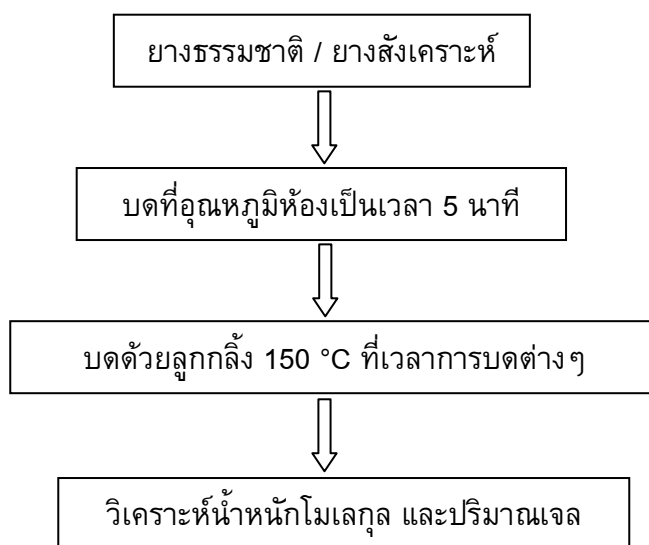 ยางธรรมชาติ / ยางสังเคราะห์
บดที่อุณหภูมิห้องเป็นเวลา 5 นาที
บดด้วยลูกกลิ้ง 150 °C ที่เวลาการบดต่างๆ
วิเคราะห์น้ำหนักโมเลกุล และปริมาณเจล